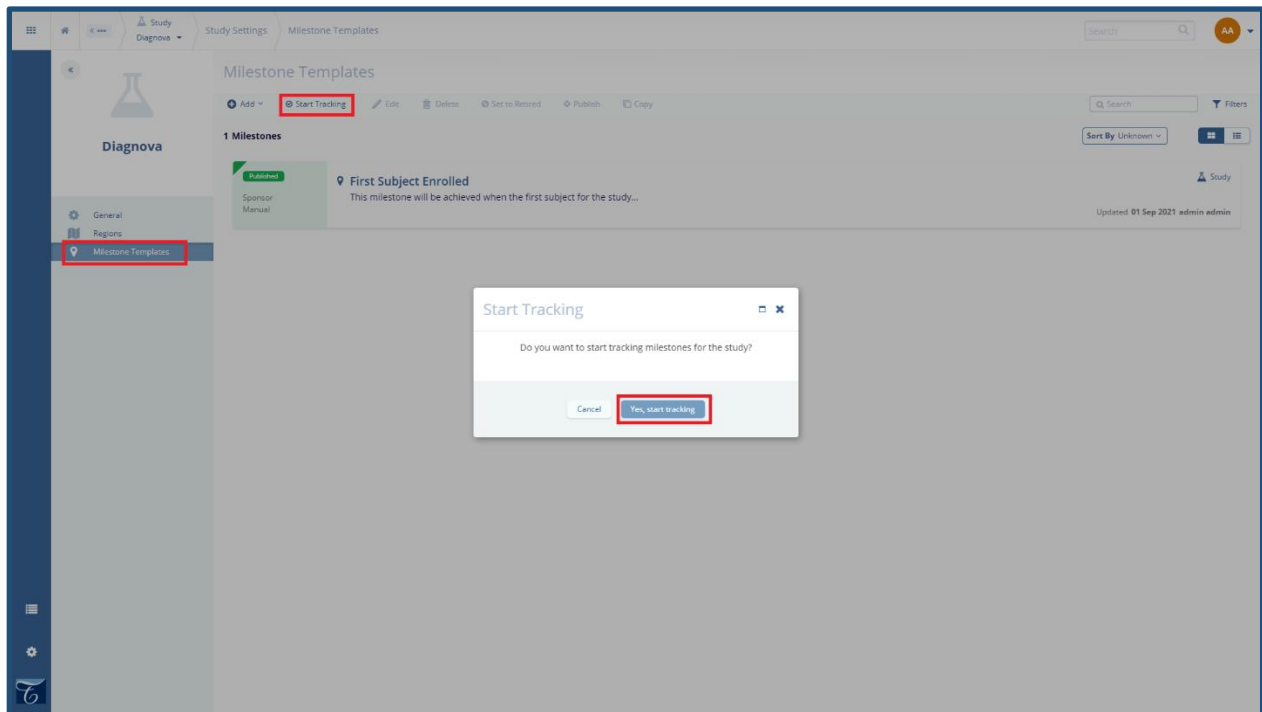 Study
Diagnova
Study Settings
Milestone Templates
Search
AA
Milestone Templates
Add
Start Tracking
Edit
Delete
Set to Retired
Publish
Copy
Search
Filters
Diagnova
1 Milestones
Sort By Unknown
Published
Sponsor
Manual
First Subject Enrolled
This milestone will be achieved when the first subject for the study...
Study
Updated 01 Sep 2021 admin admin
General
Regions
Milestone Templates
Start Tracking
Do you want to start tracking milestones for the study?
Cancel
Yes, start tracking